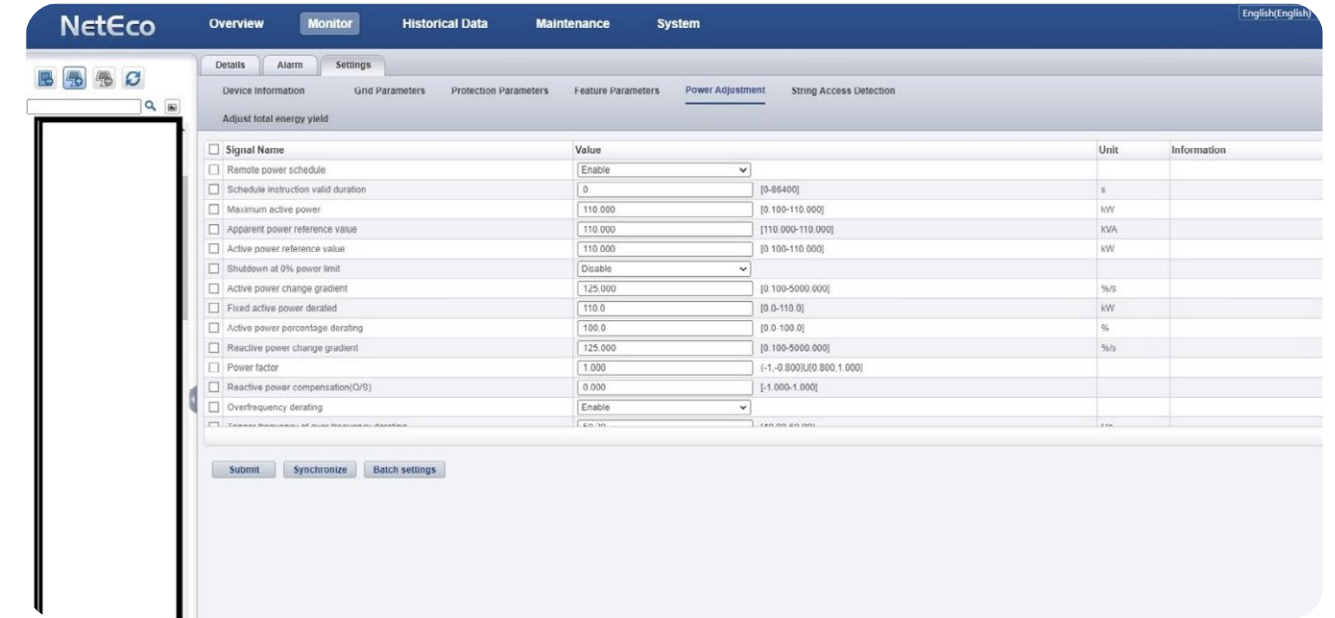 English(English)
NetEco Overview Monitor Historical Data Maintenance System
Details Alarm Settings
Device Information Grid Parameters Protection Parameters Feature Parameters Power Adjustment String Access Detection
Adjust total energy yield
Signal Name Value Unit Information
Remote power schedule Enable
Schedule instruction valid duration 0 [0-86400] s
Maximum active power 110.000 [0.100-110.000] kW
Apparent power reference value 110.000 [110.000-110.000] kVA
Active power reference value 110.000 [0.100-110.000] kW
Shutdown at 0% power limit Disable
Active power change gradient 125.000 [0.100-5000.000] %/s
Fixed active power derated 110.0 [0.0-110.0] kW
Active power percentage derating 100.0 [0.0-100.0] %
Reactive power change gradient 125.000 [0.100-5000.000] %/s
Power factor 1.000 (-1,-0.800]U[0.800,1.000]
Reactive power compensation(Q/S) 0.000 [-1.000-1.000]
Overfrequency derating Enable
Submit Synchronize Batch settings